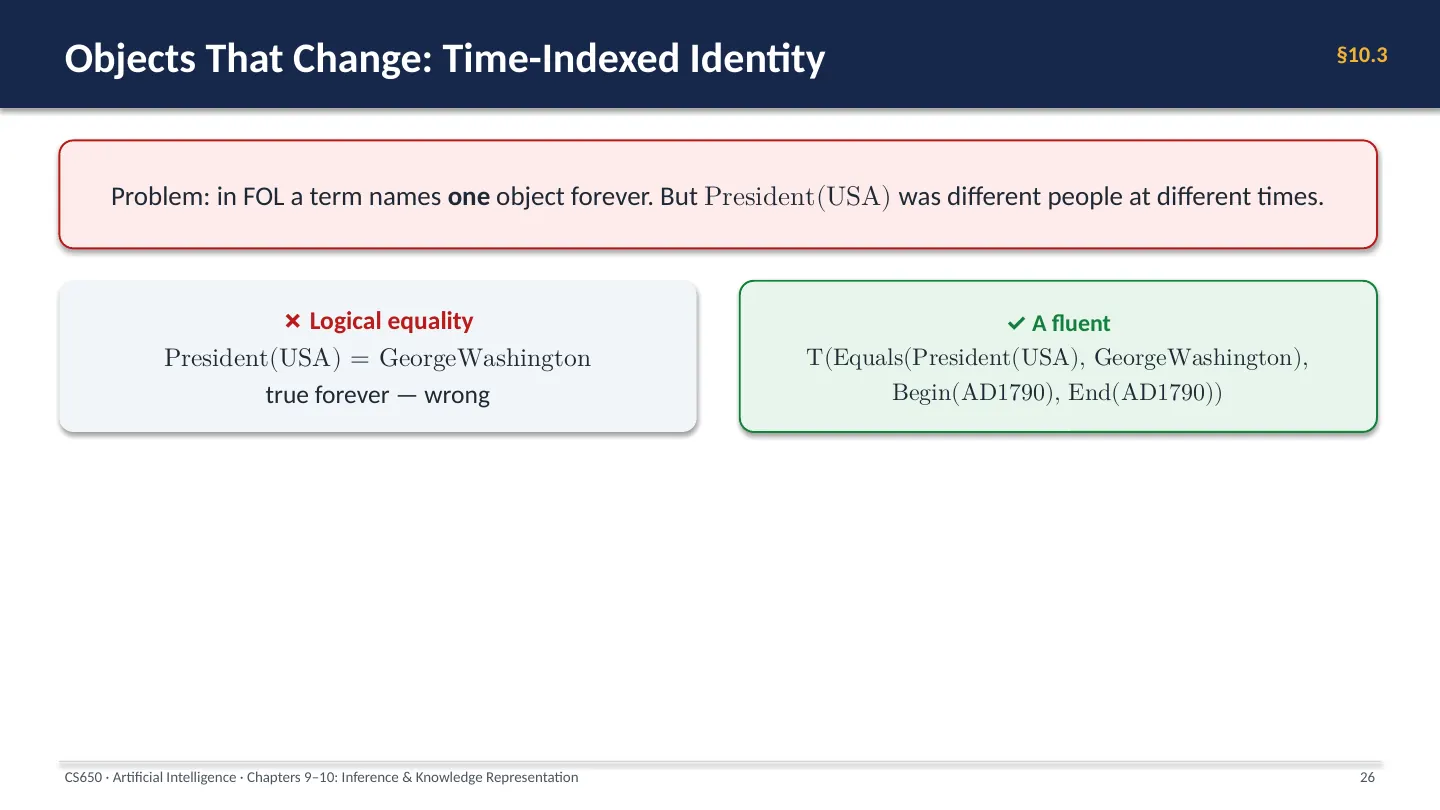 Objects That Change: Time-Indexed Identity
§10.3
Problem: in FOL a term names one object forever. But President(USA) was different people at different times.
✕ Logical equality
President(USA) = GeorgeWashington
true forever — wrong
✓ A fluent
T(Equals(President(USA), GeorgeWashington),
Begin(AD1790), End(AD1790))
CS650 · Artificial Intelligence · Chapters 9–10: Inference & Knowledge Representation
26